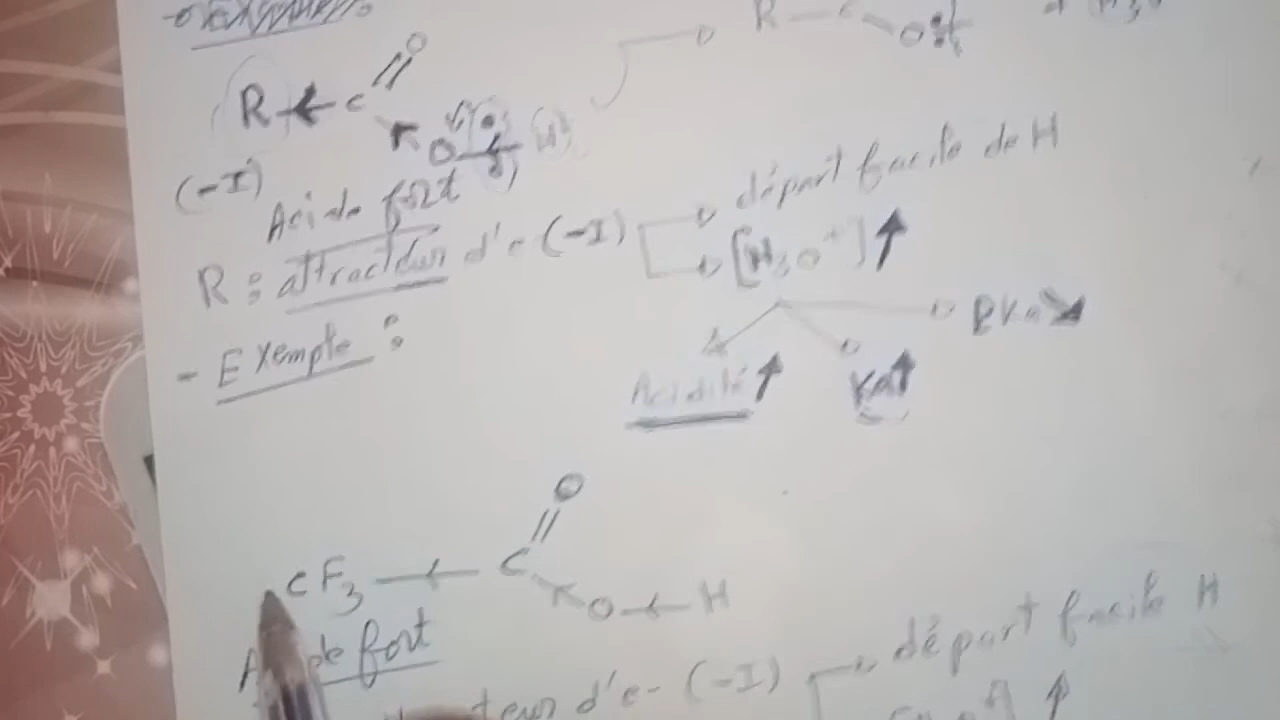 R ← C
O
O
R — C
OH
(-I)
Acide fort
R : attracteur d'e (-I)
départ facile de H
[H3O+] ↑
PKa ↘
Acidité ↑
Ka ↑
- Exemple :
O
CF3 ← C
O ← H
Acide fort
départ facile H
d'e- (-I)
↑